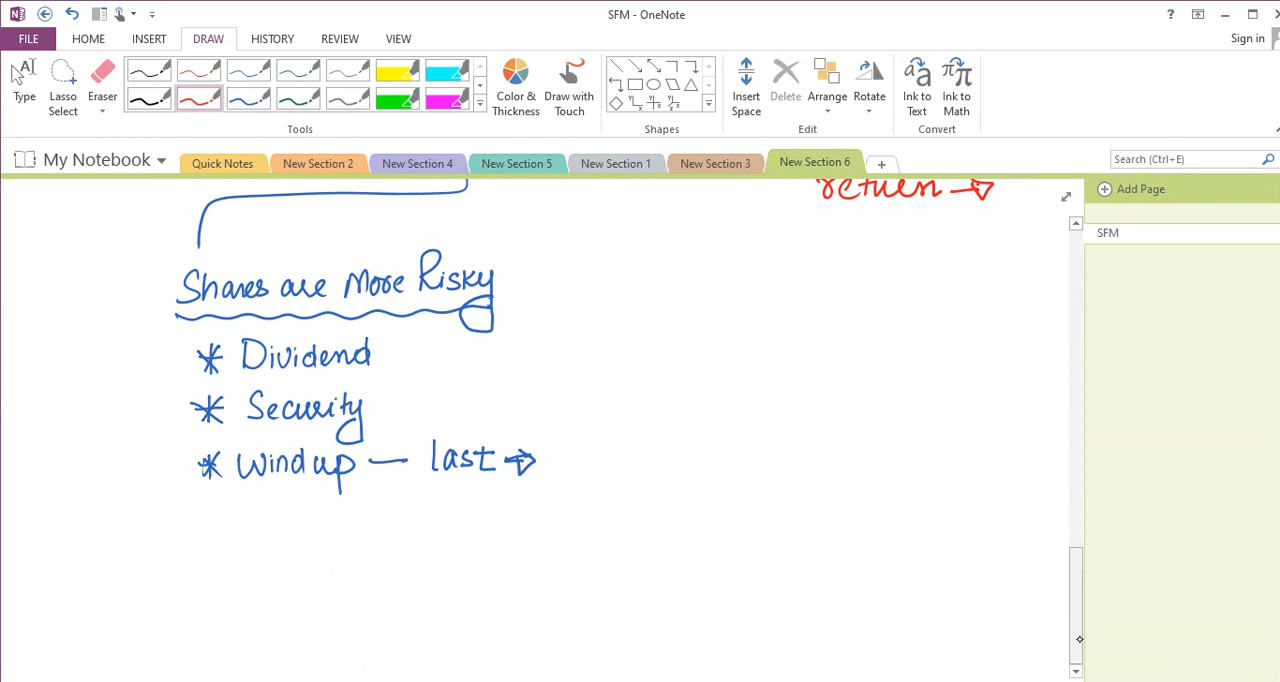 SFM - OneNote
?
FILE HOME INSERT DRAW HISTORY REVIEW VIEW
Sign in
Type
Lasso Select
Eraser
Color & Thickness
Draw with Touch
Insert Space
Delete
Arrange
Rotate
Ink to Text
Ink to Math
Tools
Shapes
Edit
Convert
My Notebook
Quick Notes
New Section 2
New Section 4
New Section 5
New Section 1
New Section 3
New Section 6
Search (Ctrl+E)
Add Page
SFM
return →
Shares are More Risky
* Dividend
* Security
* Wind up — last →